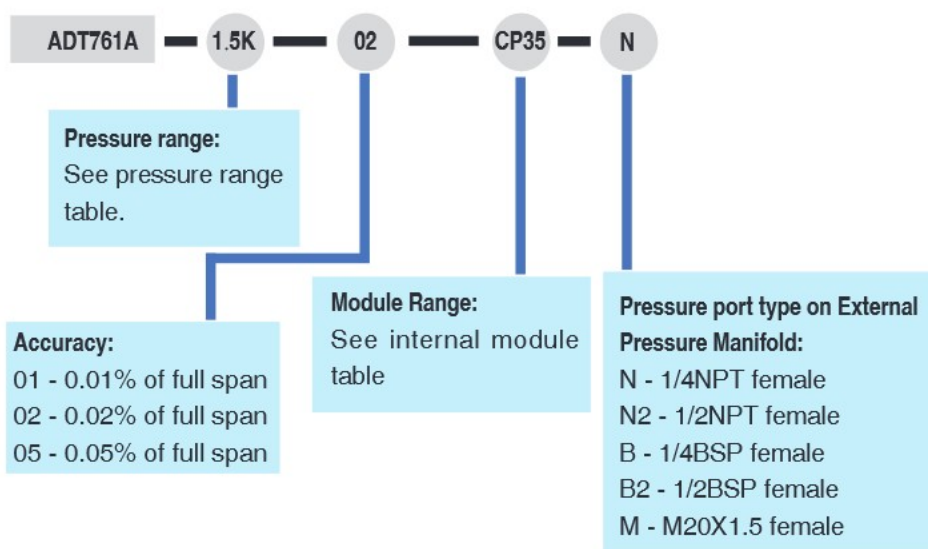 ADT761A 1.5K 02 CP35 N
Pressure range:
See pressure range
table.
Accuracy:
01 - 0.01% of full span
02 - 0.02% of full span
05 - 0.05% of full span
Module Range:
See internal module
table
Pressure port type on External
Pressure Manifold:
N - 1/4NPT female
N2 - 1/2NPT female
B - 1/4BSP female
B2 - 1/2BSP female
M - M20X1.5 female